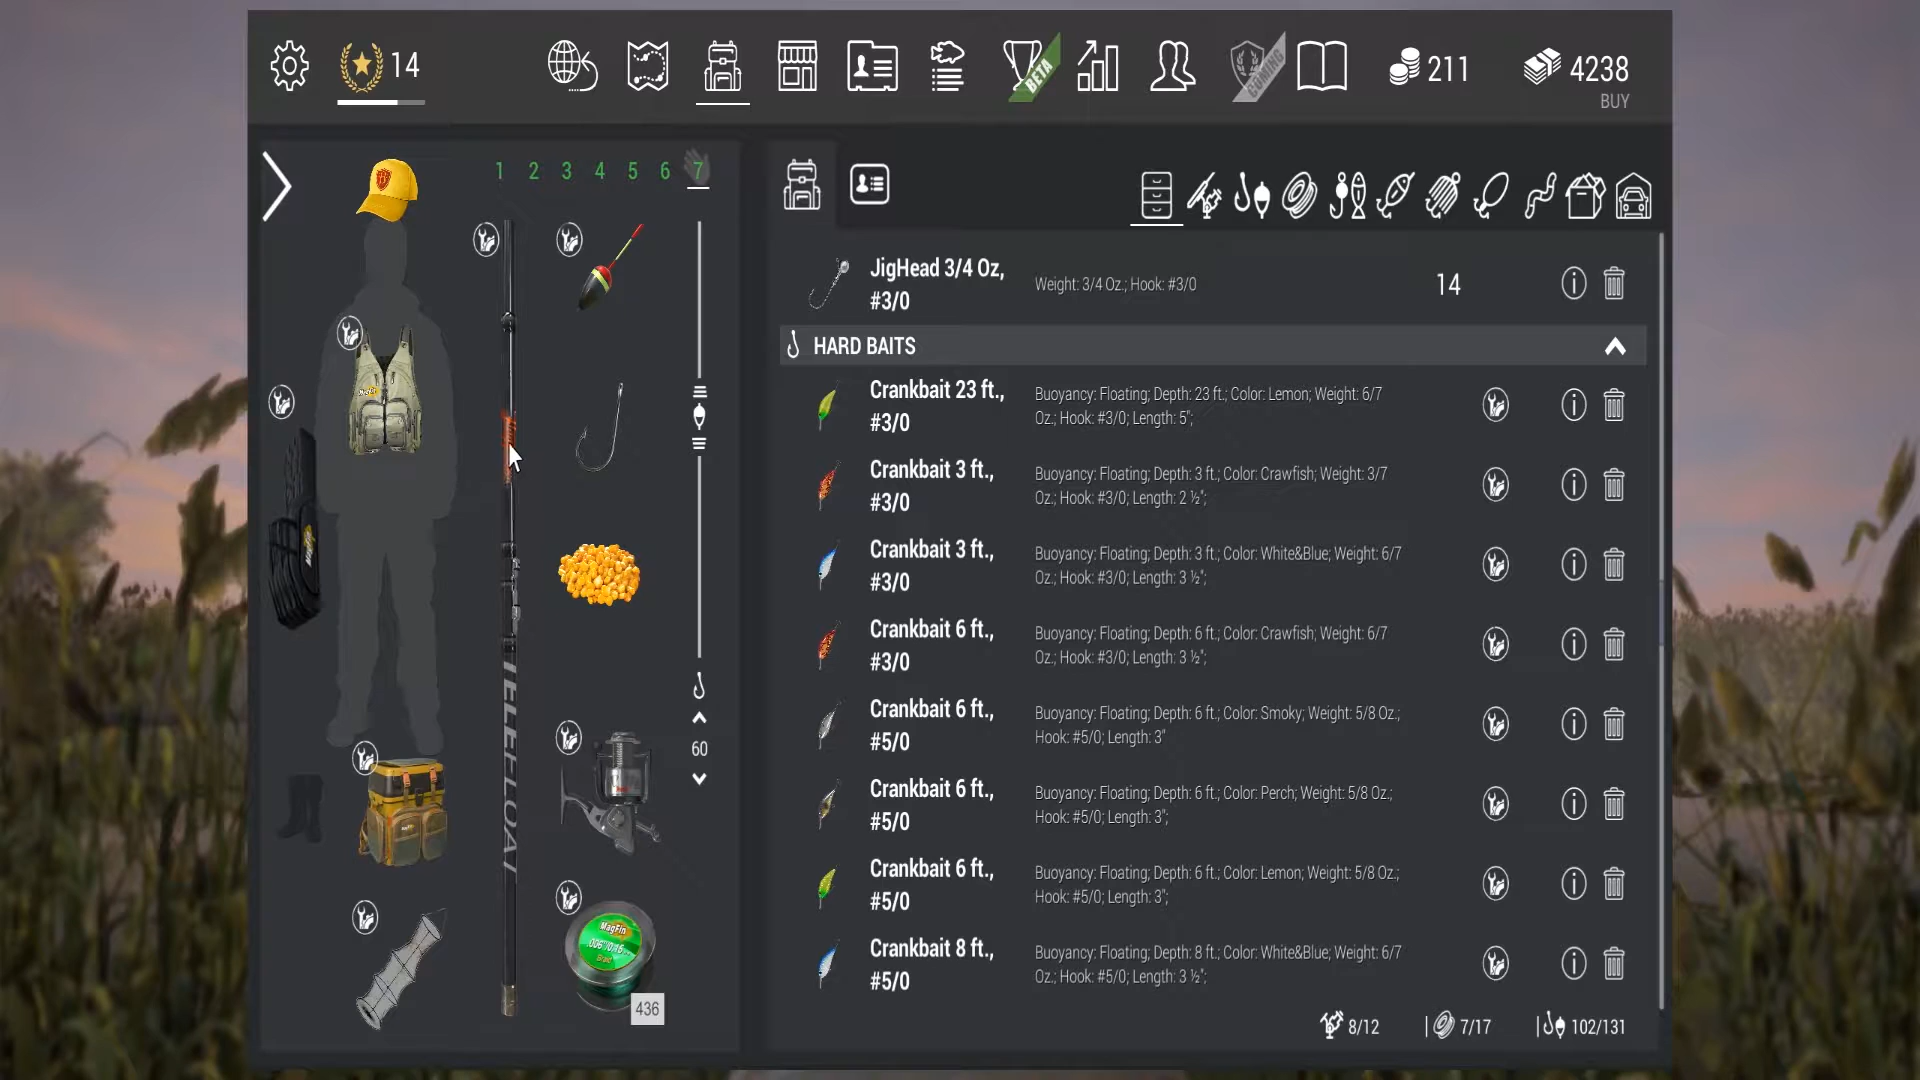 14
BETA
COMING
211
4238
BUY
1 2 3 4 5 6 7
JigHead 3/4 Oz,
#3/0
Weight: 3/4 Oz.; Hook: #3/0
14
HARD BAITS
Crankbait 23 ft.,
#3/0
Buoyancy: Floating; Depth: 23 ft.; Color: Lemon; Weight: 6/7
Oz.; Hook: #3/0; Length: 5";
Crankbait 3 ft.,
#3/0
Buoyancy: Floating; Depth: 3 ft.; Color: Crawfish; Weight: 3/7
Oz.; Hook: #3/0; Length: 2 ½";
Crankbait 3 ft.,
#3/0
Buoyancy: Floating; Depth: 3 ft.; Color: White&Blue; Weight: 6/7
Oz.; Hook: #3/0; Length: 3 ½";
Crankbait 6 ft.,
#3/0
Buoyancy: Floating; Depth: 6 ft.; Color: Crawfish; Weight: 6/7
Oz.; Hook: #3/0; Length: 3 ½";
Crankbait 6 ft.,
#5/0
Buoyancy: Floating; Depth: 6 ft.; Color: Smoky; Weight: 5/8 Oz.;
Hook: #5/0; Length: 3"
Crankbait 6 ft.,
#5/0
Buoyancy: Floating; Depth: 6 ft.; Color: Perch; Weight: 5/8 Oz.;
Hook: #5/0; Length: 3";
Crankbait 6 ft.,
#5/0
Buoyancy: Floating; Depth: 6 ft.; Color: Lemon; Weight: 5/8 Oz.;
Hook: #5/0; Length: 3";
Crankbait 8 ft.,
#5/0
Buoyancy: Floating; Depth: 8 ft.; Color: White&Blue; Weight: 6/7
Oz.; Hook: #5/0; Length: 3 ½";
60
TELEFLOAT
MagFin
Braid
436
8/12
7/17
102/131